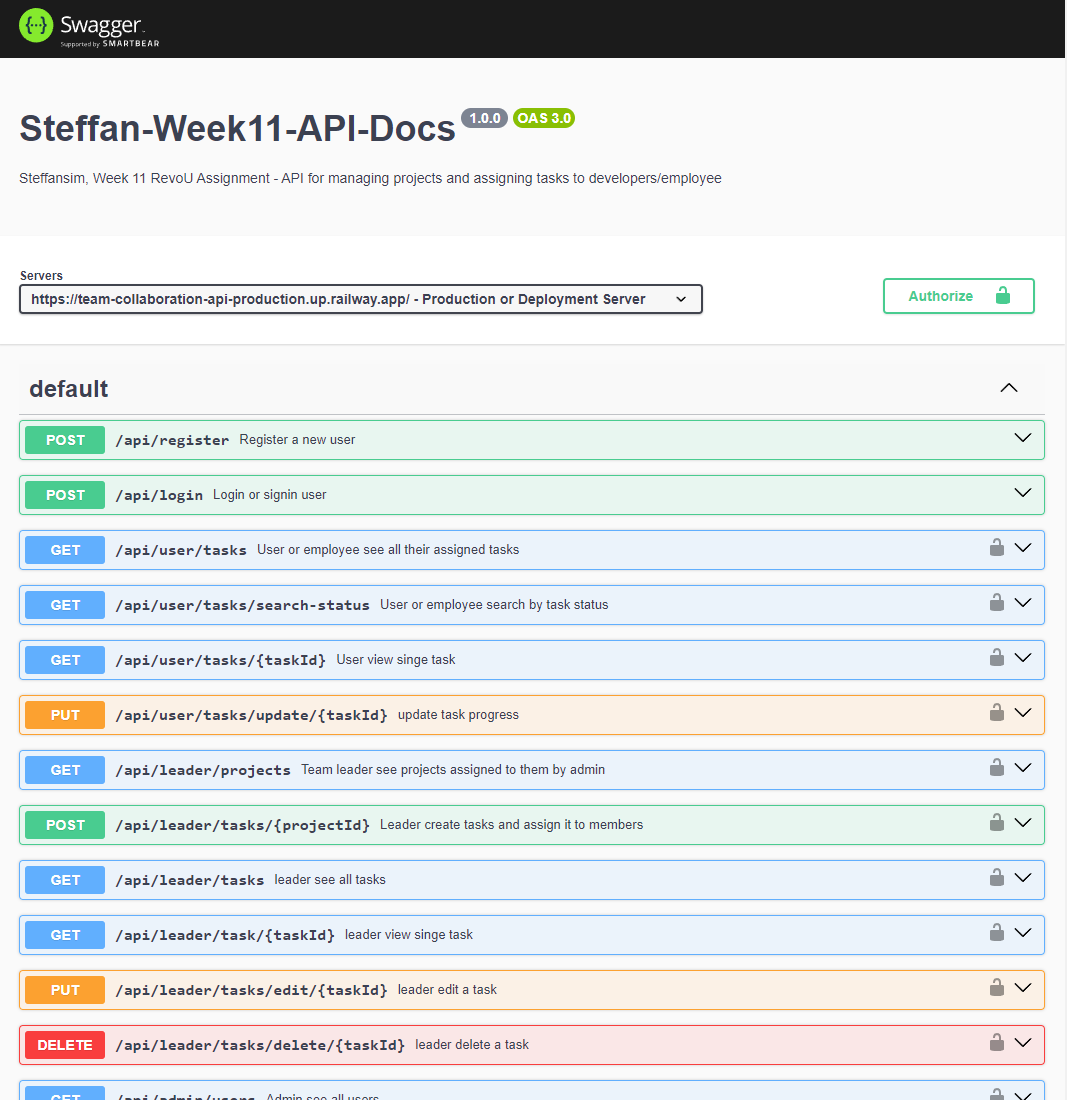 {...} Swagger.
Supported by SMARTBEAR
Steffan-Week11-API-Docs 1.0.0 OAS 3.0
Steffansim, Week 11 RevoU Assignment - API for managing projects and assigning tasks to developers/employee
Servers
https://team-collaboration-api-production.up.railway.app/ - Production or Deployment Server
Authorize
default
POST /api/register Register a new user
POST /api/login Login or signin user
GET /api/user/tasks User or employee see all their assigned tasks
GET /api/user/tasks/search-status User or employee search by task status
GET /api/user/tasks/{taskId} User view singe task
PUT /api/user/tasks/update/{taskId} update task progress
GET /api/leader/projects Team leader see projects assigned to them by admin
POST /api/leader/tasks/{projectId} Leader create tasks and assign it to members
GET /api/leader/tasks leader see all tasks
GET /api/leader/task/{taskId} leader view singe task
PUT /api/leader/tasks/edit/{taskId} leader edit a task
DELETE /api/leader/tasks/delete/{taskId} leader delete a task
GET /api/admin/users Admin see all users